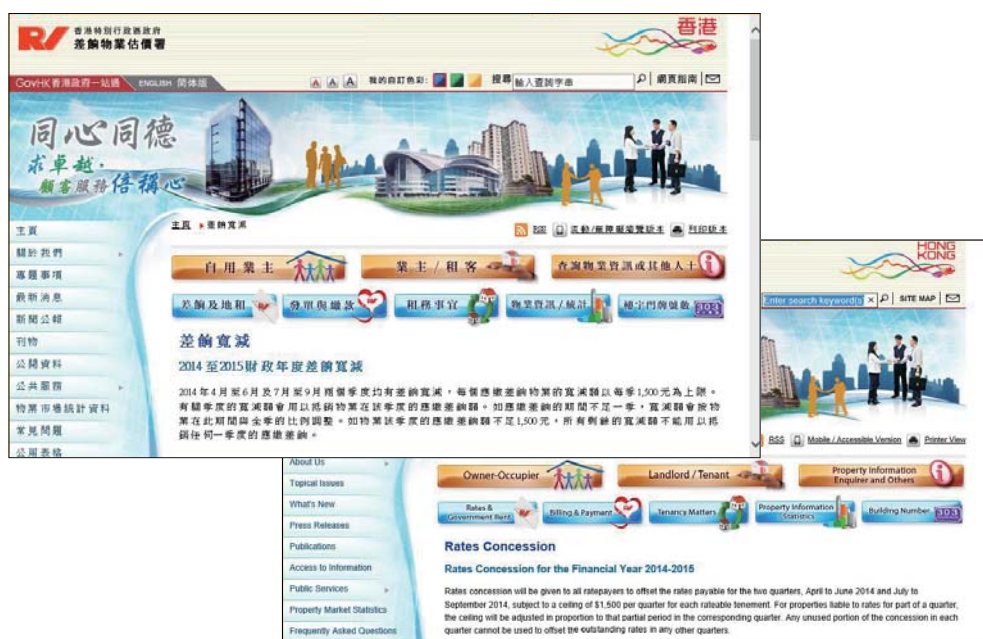 香港特別行政區政府
差餉物業估價署
香港
GovHK 香港政府一站通 ENGLISH 简体版
A A A 我的自訂色彩: 搜尋 輸入查詢字串 網頁指南
同心同德
求卓越·
顧客服務倍稱心
主頁 差餉寬減
RSS 流動/無障礙瀏覽版本 列印版本
主頁
關於我們
專題事項
最新消息
新聞公報
刊物
公開資料
公共服務
物業市場統計資料
常見問題
公用表格
自用業主
業主/租客
查詢物業資訊或其他人士
差餉及地租
發單與繳款
租務事宜
物業資訊/統計
樓宇門牌號數
303
差餉寬減
2014至2015財政年度差餉寬減
2014年4月至6月及7月至9月兩個季度均有差餉寬減,每個應繳差餉物業的寬減額以每季1,500元為上限。
有關季度的寬減額會用以抵銷物業在該季度的應繳差餉額。如應繳差餉的期間不足一季,寬減額會按物
業在此期間與全季的比例調整。如物業該季度的應繳差餉額不足1,500元,所有剩餘的寬減額不能用以抵
銷任何一季度的應繳差餉。
HONG
KONG
Enter search keyword(s) SITE MAP
RSS Mobile / Accessible Version Printer View
About Us
Topical Issues
What's New
Press Releases
Publications
Access to Information
Public Services
Property Market Statistics
Frequently Asked Questions
Owner-Occupier
Landlord / Tenant
Property Information
Enquirer and Others
Rates &
Government Rent
Billing & Payment
Tenancy Matters
Property Information
/ Statistics
Building Number
303
Rates Concession
Rates Concession for the Financial Year 2014-2015
Rates concession will be given to all ratepayers to offset the rates payable for the two quarters, April to June 2014 and July to
September 2014, subject to a ceiling of $1,500 per quarter for each rateable tenement. For properties liable to rates for part of a quarter,
the ceiling will be adjusted in proportion to that partial period in the corresponding quarter. Any unused portion of the concession in each
quarter cannot be used to offset the outstanding rates in any other quarters.